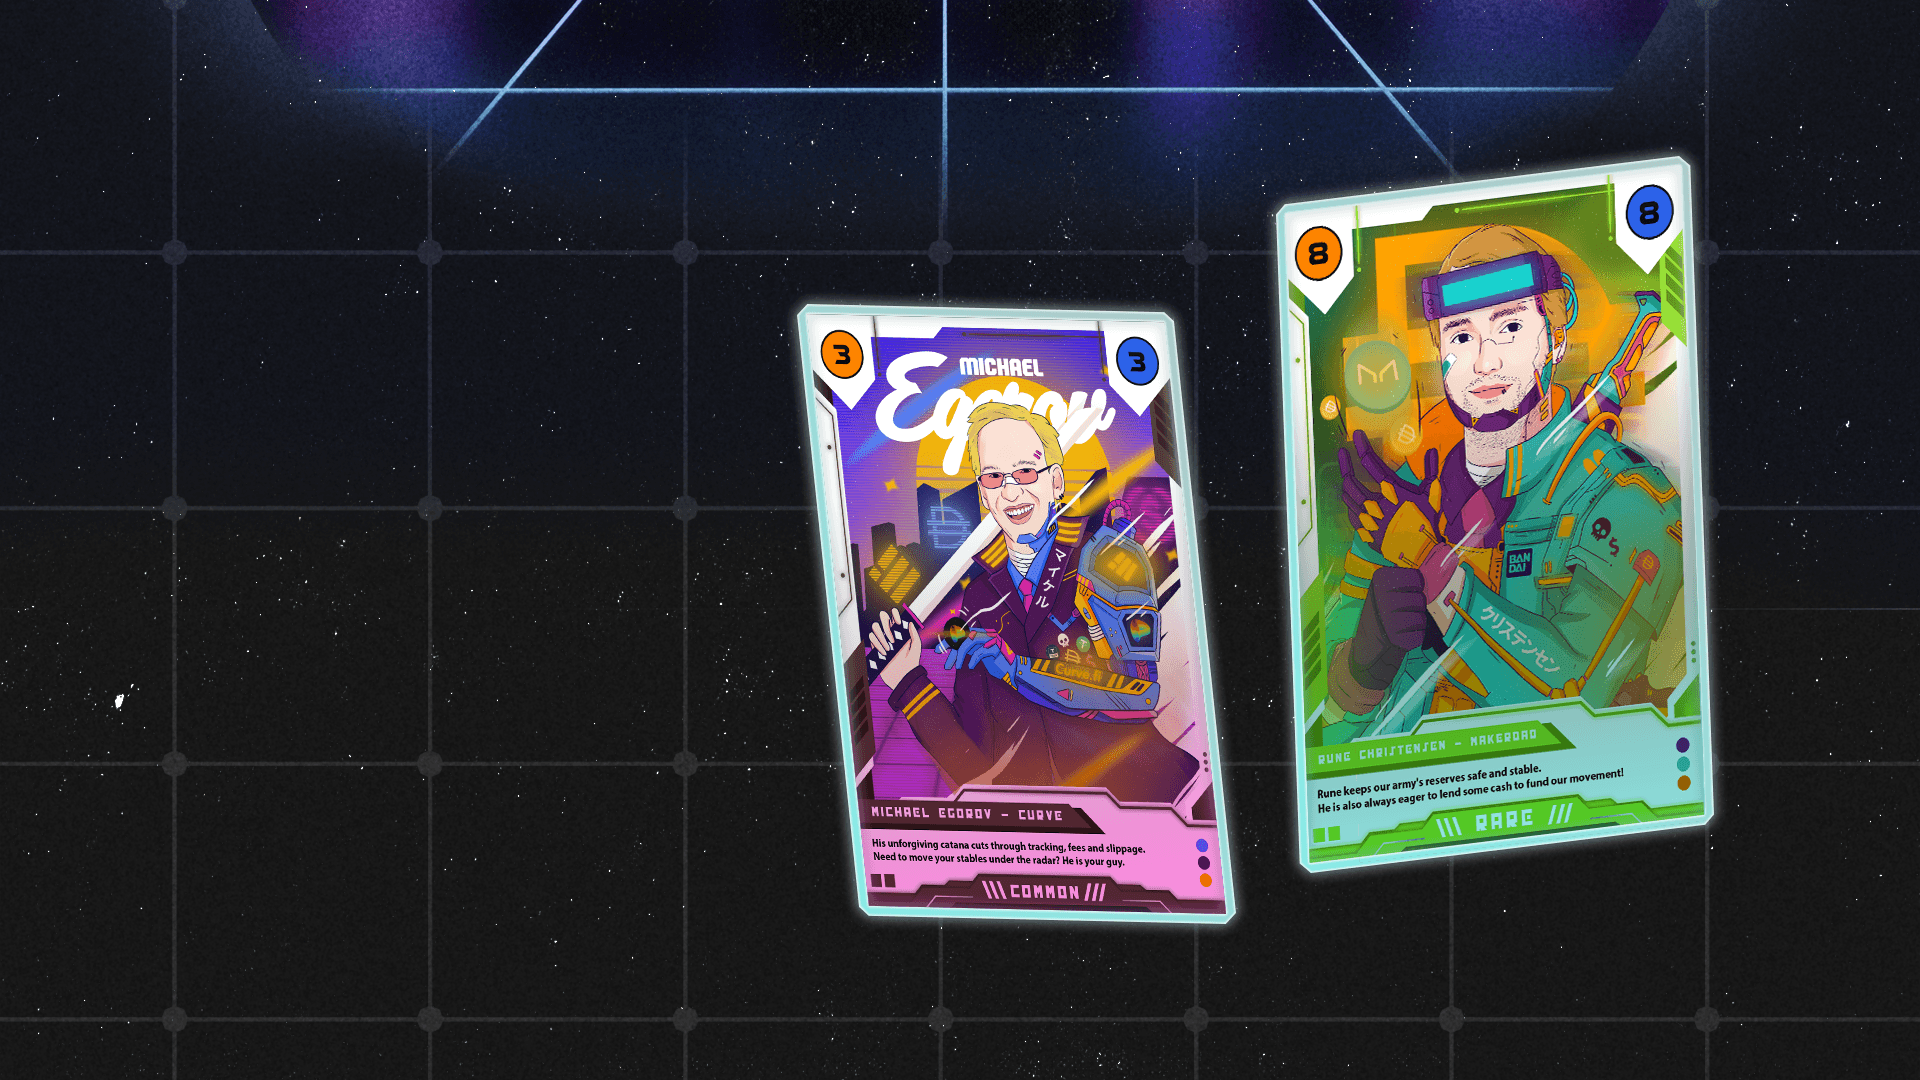 3
3
MICHAEL
Egorov
マイケル
Curve.fi
MICHAEL EGOROV - CURVE
His unforgiving catana cuts through tracking, fees and slippage.
Need to move your stables under the radar? He is your guy.
COMMON
8
8
BAN
DAI
クリステンセン
RUNE CHRISTENSEN - MAKERDAO
Rune keeps our army's reserves safe and stable.
He is also always eager to lend some cash to fund our movement!
RARE